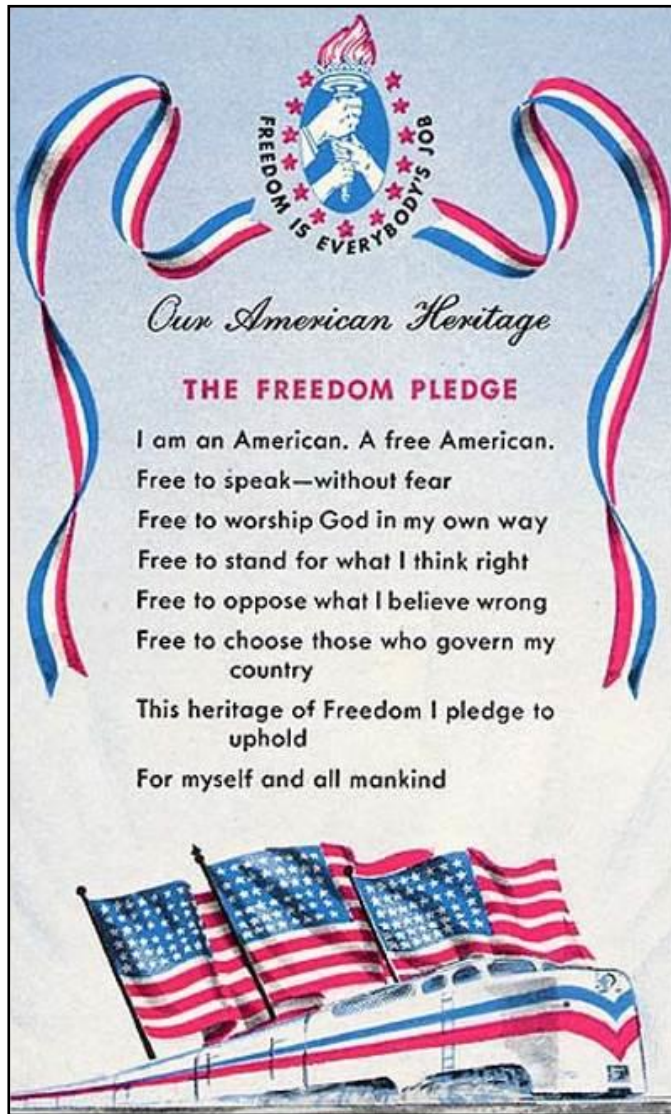 FREEDOM IS EVERYBODY'S JOB
Our American Heritage
THE FREEDOM PLEDGE
I am an American. A free American.
Free to speak—without fear
Free to worship God in my own way
Free to stand for what I think right
Free to oppose what I believe wrong
Free to choose those who govern my
country
This heritage of Freedom I pledge to
uphold
For myself and all mankind